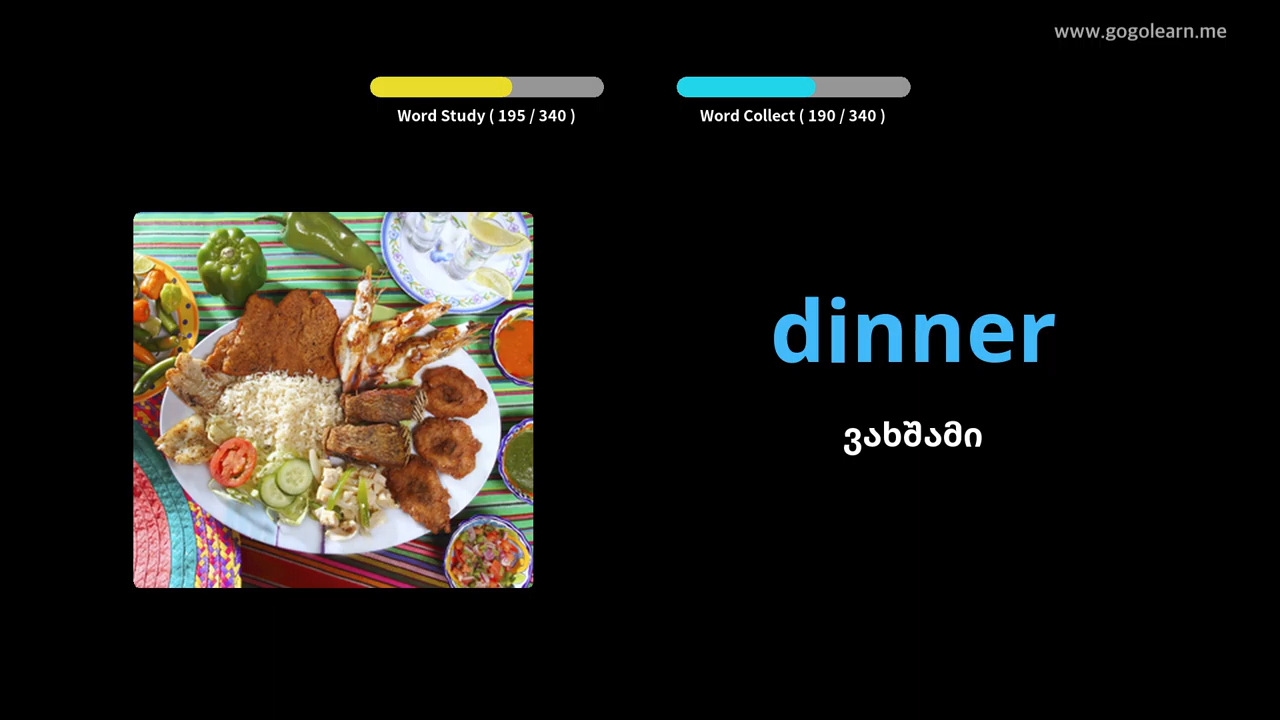 www.gogolearn.me
Word Study ( 195 / 340 )
Word Collect ( 190 / 340 )
dinner
ვახშამი